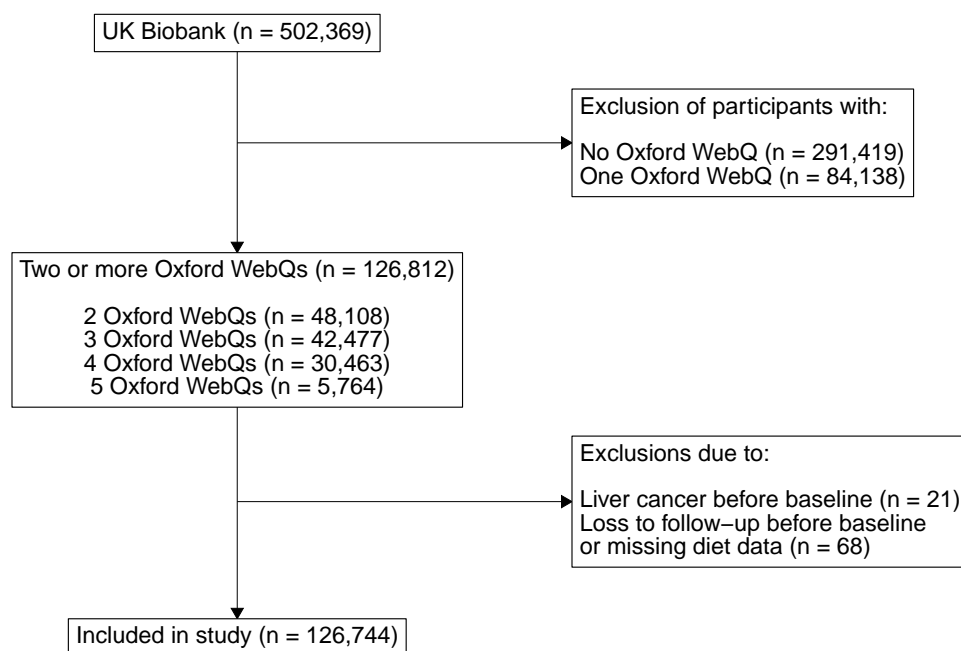 UK Biobank (n = 502,369)
Exclusion of participants with:
No Oxford WebQ (n = 291,419)
One Oxford WebQ (n = 84,138)
Two or more Oxford WebQs (n = 126,812)
2 Oxford WebQs (n = 48,108)
3 Oxford WebQs (n = 42,477)
4 Oxford WebQs (n = 30,463)
5 Oxford WebQs (n = 5,764)
Exclusions due to:
Liver cancer before baseline (n = 21)
Loss to follow−up before baseline
or missing diet data (n = 68)
Included in study (n = 126,744)